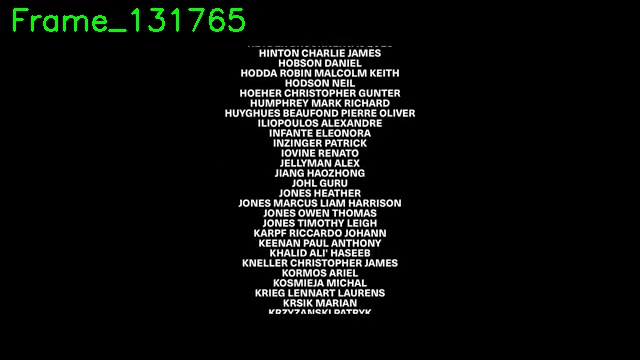 Frame_131765
HINTON CHARLIE JAMES
HOBSON DANIEL
HODDA ROBIN MALCOLM KEITH
HODSON NEIL
HOEHER CHRISTOPHER GUNTER
HUMPHREY MARK RICHARD
HUYGHUES BEAUFOND PIERRE OLIVER
ILIOPOULOS ALEXANDRE
INFANTE ELEONORA
INZINGER PATRICK
IOVINE RENATO
JELLYMAN ALEX
JIANG HAOZHONG
JOHL GURU
JONES HEATHER
JONES MARCUS LIAM HARRISON
JONES OWEN THOMAS
JONES TIMOTHY LEIGH
KARPF RICCARDO JOHANN
KEENAN PAUL ANTHONY
KHALID ALI' HASEEB
KNELLER CHRISTOPHER JAMES
KORMOS ARIEL
KOSMIEJA MICHAL
KRIEG LENNART LAURENS
KRSIK MARIAN
KRZYZANSKI PATRYK